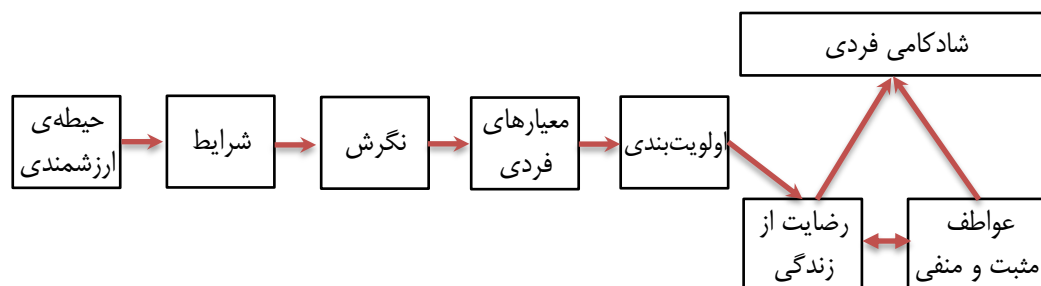 شادکامی فردی
حیطه‌ی
ارزشمندی
شرایط
نگرش
معیارهای
فردی
اولویت‌بندی
رضایت از
زندگی
عواطف
مثبت و منفی